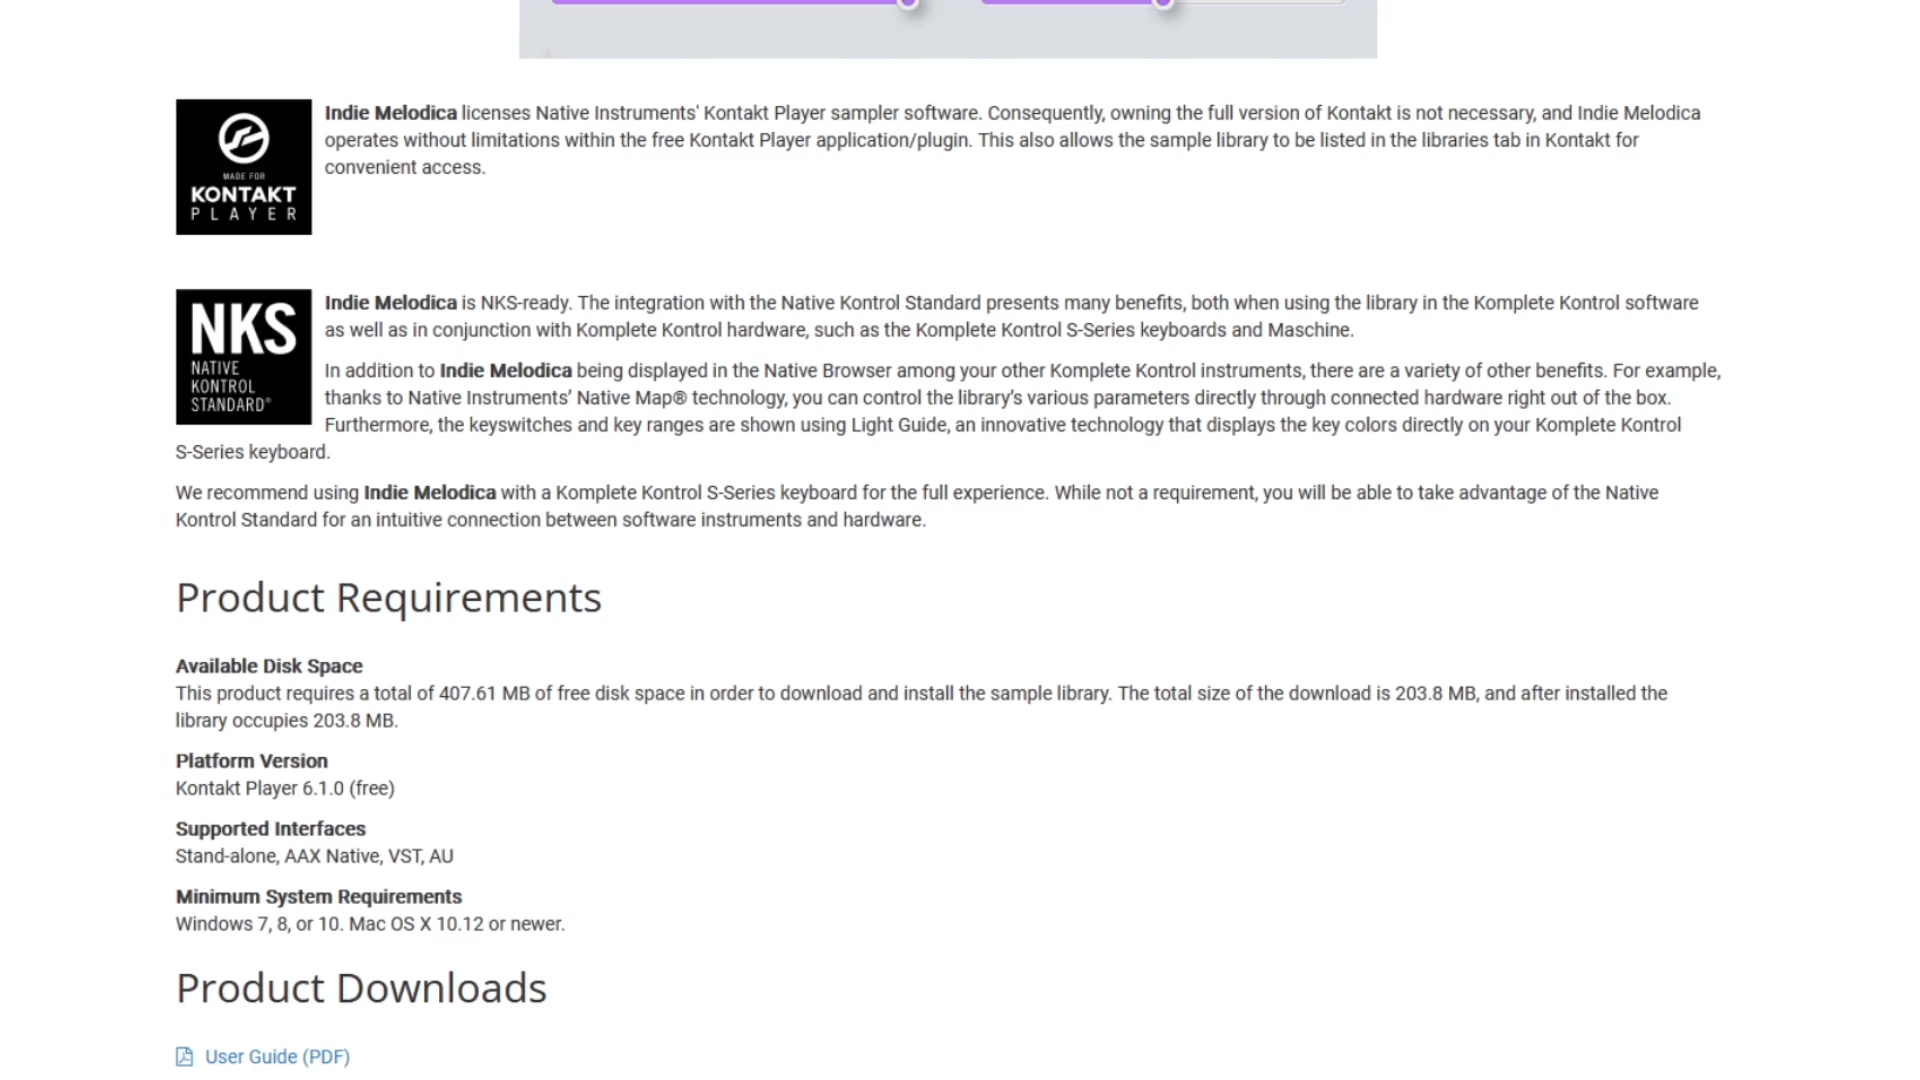 Indie Melodica licenses Native Instruments' Kontakt Player sampler software. Consequently, owning the full version of Kontakt is not necessary, and Indie Melodica
operates without limitations within the free Kontakt Player application/plugin. This also allows the sample library to be listed in the libraries tab in Kontakt for
convenient access.
MADE FOR
KONTAKT
PLAYER
Indie Melodica is NKS-ready. The integration with the Native Kontrol Standard presents many benefits, both when using the library in the Komplete Kontrol software
as well as in conjunction with Komplete Kontrol hardware, such as the Komplete Kontrol S-Series keyboards and Maschine.
NKS
NATIVE
KONTROL
STANDARD®
In addition to Indie Melodica being displayed in the Native Browser among your other Komplete Kontrol instruments, there are a variety of other benefits. For example,
thanks to Native Instruments’ Native Map® technology, you can control the library’s various parameters directly through connected hardware right out of the box.
Furthermore, the keyswitches and key ranges are shown using Light Guide, an innovative technology that displays the key colors directly on your Komplete Kontrol
S-Series keyboard.
We recommend using Indie Melodica with a Komplete Kontrol S-Series keyboard for the full experience. While not a requirement, you will be able to take advantage of the Native
Kontrol Standard for an intuitive connection between software instruments and hardware.
Product Requirements
Available Disk Space
This product requires a total of 407.61 MB of free disk space in order to download and install the sample library. The total size of the download is 203.8 MB, and after installed the
library occupies 203.8 MB.
Platform Version
Kontakt Player 6.1.0 (free)
Supported Interfaces
Stand-alone, AAX Native, VST, AU
Minimum System Requirements
Windows 7, 8, or 10. Mac OS X 10.12 or newer.
Product Downloads
User Guide (PDF)